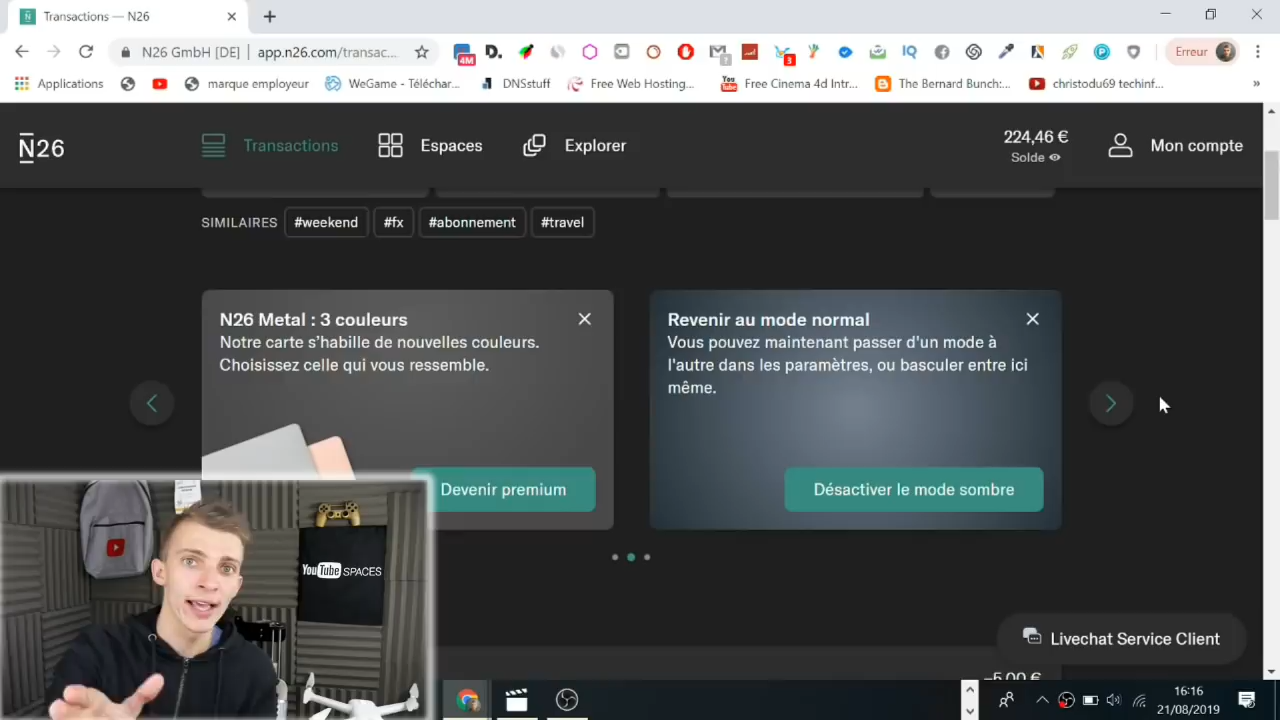 Transactions — N26
N26 GmbH [DE]
app.n26.com/transac...
4M
3
Erreur
Applications
marque employeur
WeGame - Téléchar...
DNSstuff
Free Web Hosting...
You Tube
Free Cinema 4d Intr...
The Bernard Bunch:...
christodu69 techinf...
»
N26
Transactions
Espaces
Explorer
224,46 €
Solde
Mon compte
SIMILAIRES
#weekend
#fx
#abonnement
#travel
N26 Metal : 3 couleurs
Notre carte s'habille de nouvelles couleurs.
Choisissez celle qui vous ressemble.
Devenir premium
Revenir au mode normal
Vous pouvez maintenant passer d'un mode à
l'autre dans les paramètres, ou basculer entre ici
même.
Désactiver le mode sombre
YouTube SPACES
Livechat Service Client
-5,00 €
16:16
21/08/2019